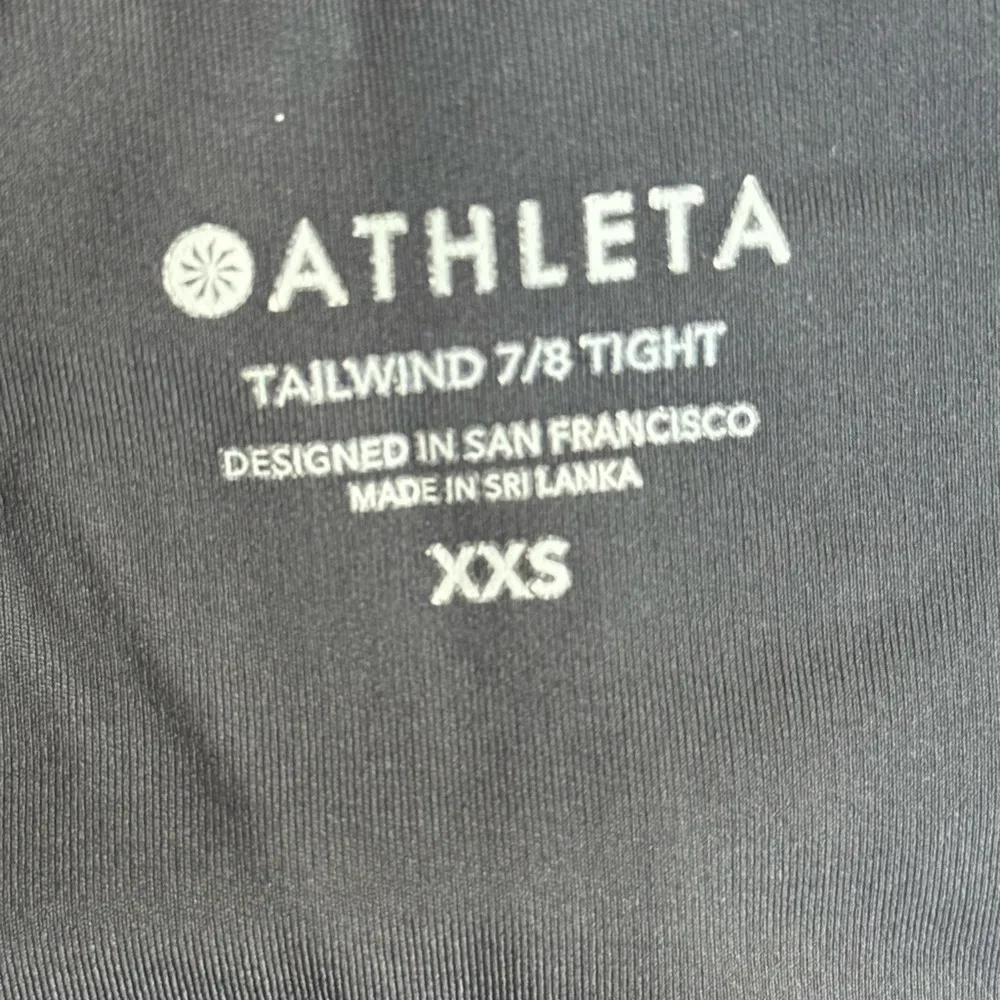 ATHLETA
TAILWIND 7/8 TIGHT
DESIGNED IN SAN FRANCISCO
MADE IN SRI LANKA
XXS